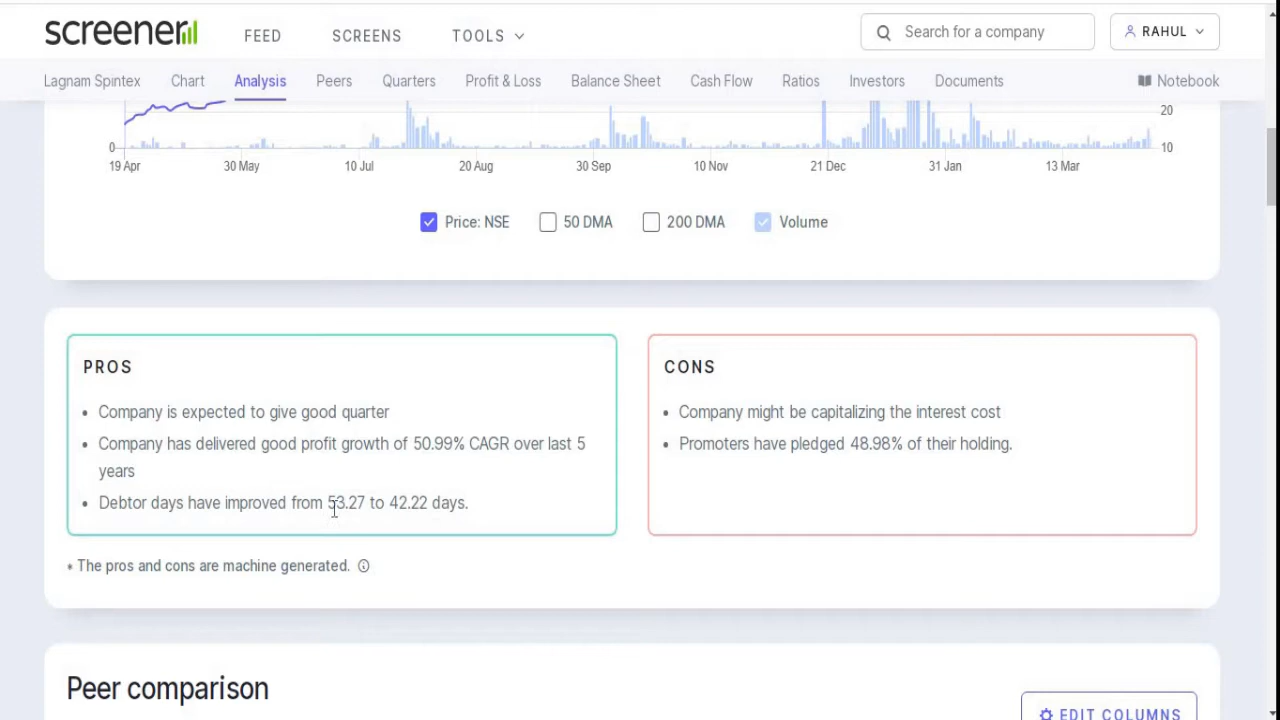 screener
FEED
SCREENS
TOOLS
Search for a company
RAHUL
Lagnam Spintex
Chart
Analysis
Peers
Quarters
Profit & Loss
Balance Sheet
Cash Flow
Ratios
Investors
Documents
Notebook
20
0
10
19 Apr
30 May
10 Jul
20 Aug
30 Sep
10 Nov
21 Dec
31 Jan
13 Mar
Price: NSE
50 DMA
200 DMA
Volume
PROS
• Company is expected to give good quarter
• Company has delivered good profit growth of 50.99% CAGR over last 5
years
• Debtor days have improved from 53.27 to 42.22 days.
CONS
• Company might be capitalizing the interest cost
• Promoters have pledged 48.98% of their holding.
* The pros and cons are machine generated.
Peer comparison
EDIT COLUMNS